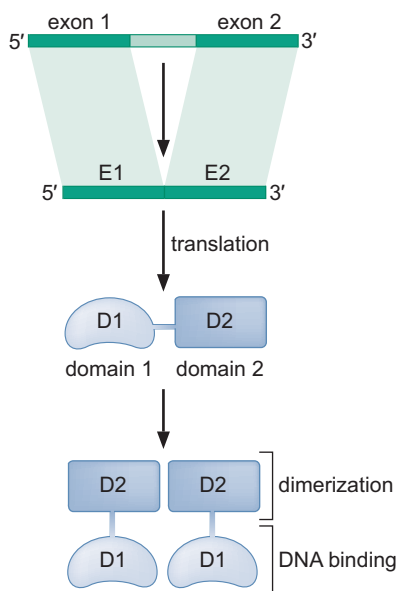 exon 1 exon 2
5′ 3′
E1 E2
5′ 3′
translation
D1 D2
domain 1 domain 2
D2 D2 dimerization
D1 D1 DNA binding